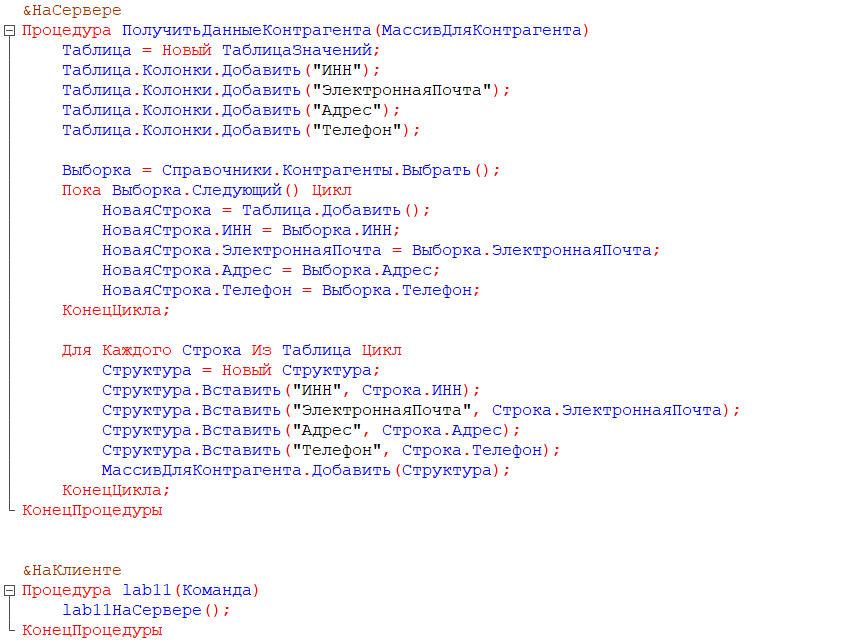 &НаСервере
Процедура ПолучитьДанныеКонтрагента(МассивДляКонтрагента)
    Таблица = Новый ТаблицаЗначений;
    Таблица.Колонки.Добавить("ИНН");
    Таблица.Колонки.Добавить("ЭлектроннаяПочта");
    Таблица.Колонки.Добавить("Адрес");
    Таблица.Колонки.Добавить("Телефон");

    Выборка = Справочники.Контрагенты.Выбрать();
    Пока Выборка.Следующий() Цикл
        НоваяСтрока = Таблица.Добавить();
        НоваяСтрока.ИНН = Выборка.ИНН;
        НоваяСтрока.ЭлектроннаяПочта = Выборка.ЭлектроннаяПочта;
        НоваяСтрока.Адрес = Выборка.Адрес;
        НоваяСтрока.Телефон = Выборка.Телефон;
    КонецЦикла;

    Для Каждого Строка Из Таблица Цикл
        Структура = Новый Структура;
        Структура.Вставить("ИНН", Строка.ИНН);
        Структура.Вставить("ЭлектроннаяПочта", Строка.ЭлектроннаяПочта);
        Структура.Вставить("Адрес", Строка.Адрес);
        Структура.Вставить("Телефон", Строка.Телефон);
        МассивДляКонтрагента.Добавить(Структура);
    КонецЦикла;
КонецПроцедуры

&НаКлиенте
Процедура lab11(Команда)
    lab11НаСервере();
КонецПроцедуры